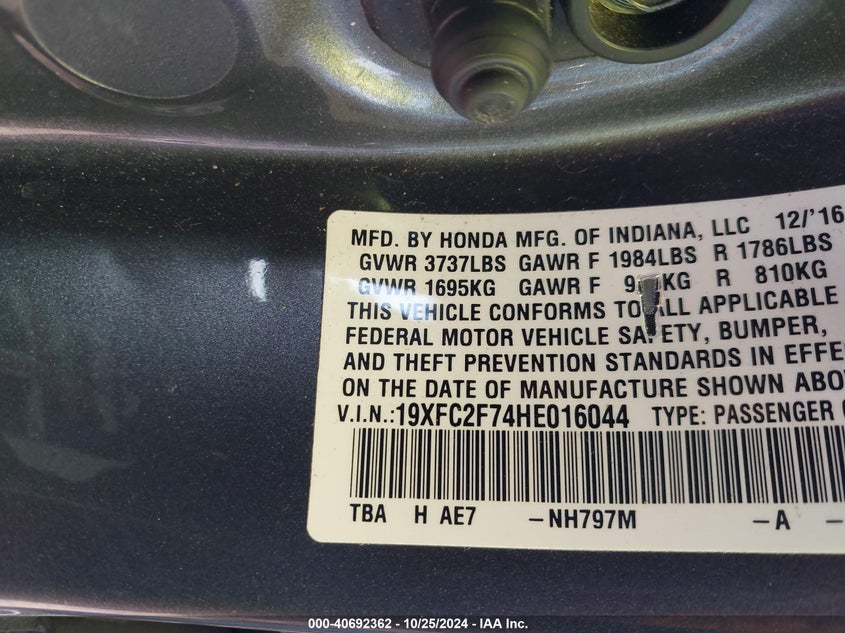 MFD. BY HONDA MFG. OF INDIANA, LLC 12/'16
GVWR 3737LBS GAWR F 1984LBS R 1786LBS
GVWR 1695KG GAWR F KG R 810KG
THIS VEHICLE CONFORMS TO ALL APPLICABLE
FEDERAL MOTOR VEHICLE SAFETY, BUMPER,
AND THEFT PREVENTION STANDARDS IN EFFE
ON THE DATE OF MANUFACTURE SHOWN ABO
V.I.N.:19XFC2F74HE016044 TYPE: PASSENGER
TBA H AE7 -NH797M -A -
000-40692362 - 10/25/2024 - IAA Inc.